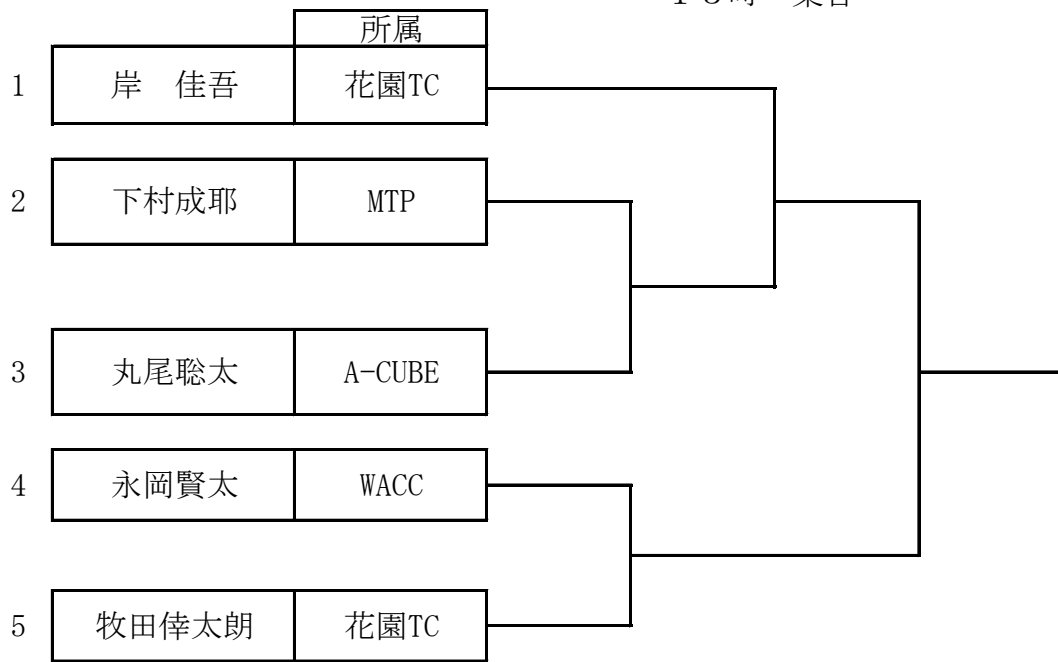 所属
1 岸　佳吾 花園TC
2 下村成耶 MTP
3 丸尾聡太 A-CUBE
4 永岡賢太 WACC
5 牧田倖太朗 花園TC